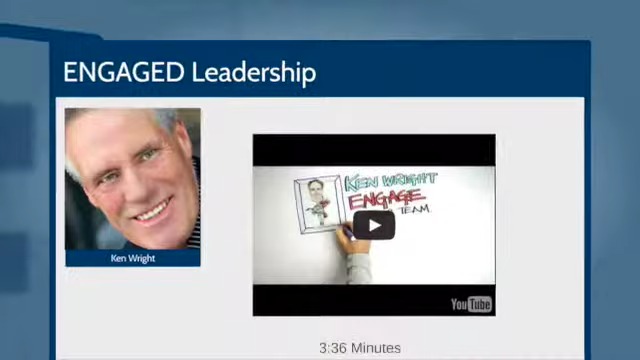 ENGAGED Leadership
KEN WRIGHT
ENGAGE
TEAM
Ken Wright
YouTube
3:36 Minutes